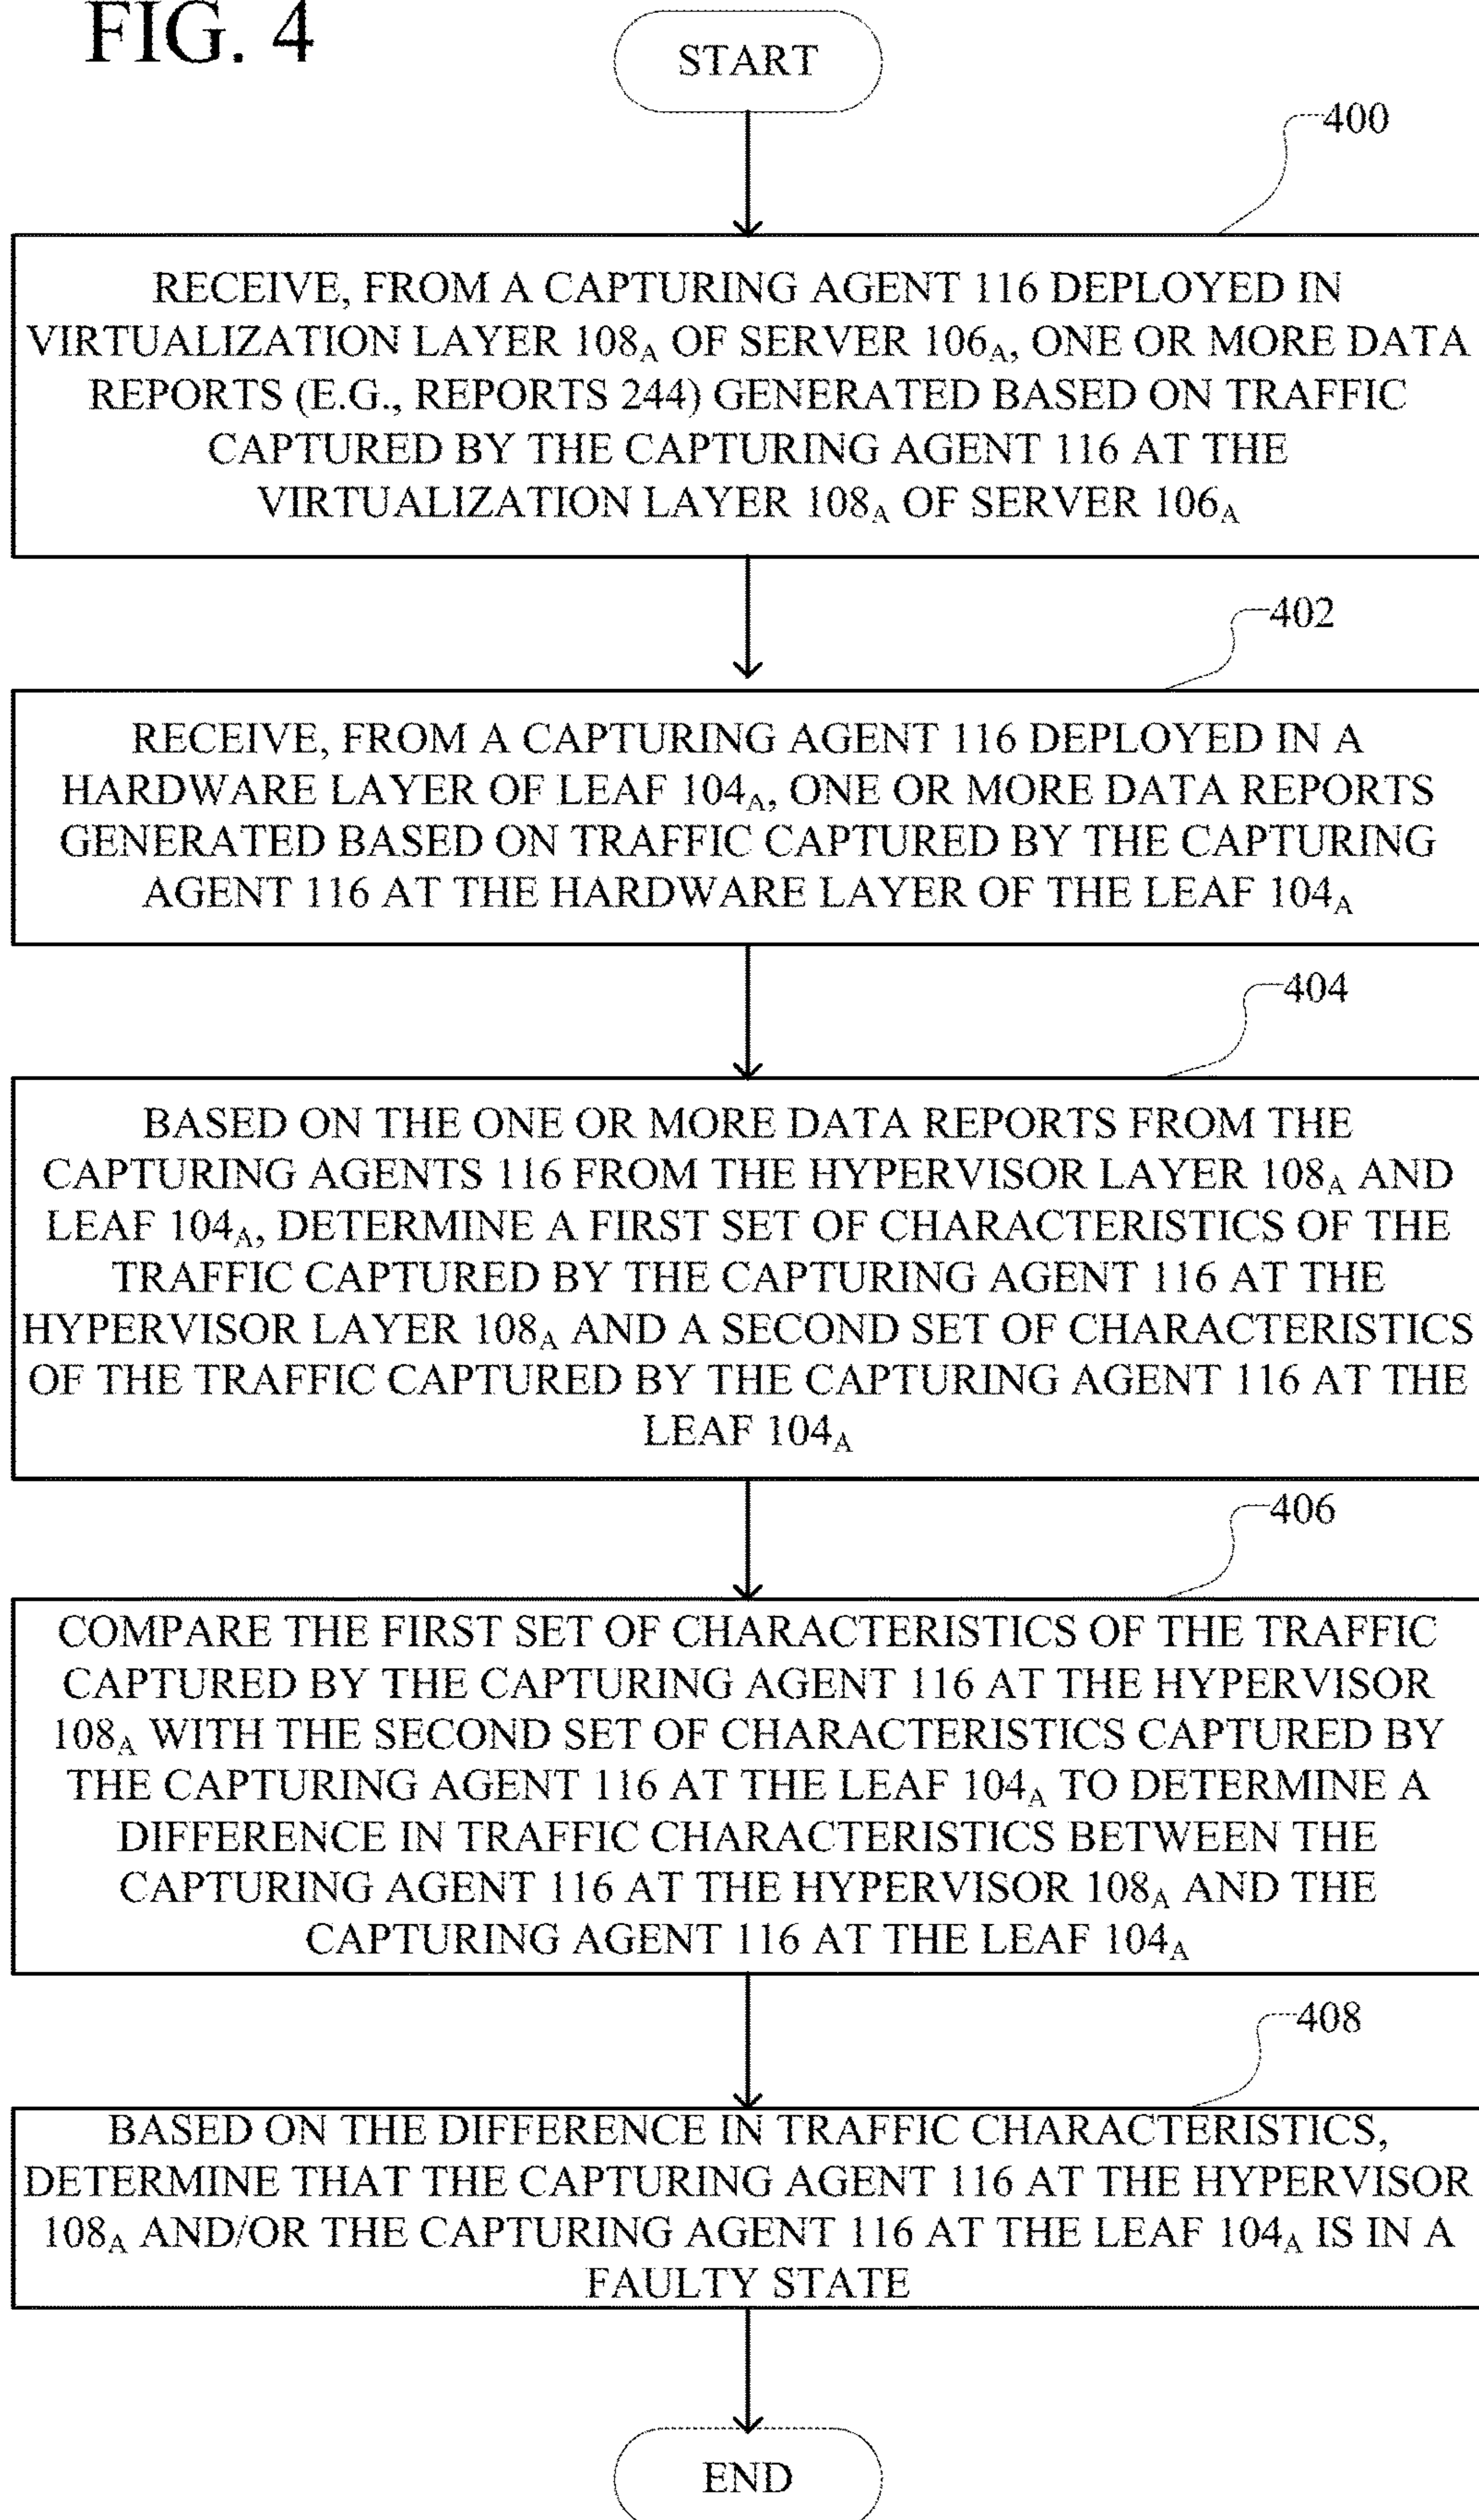 FIG. 4
START
400
RECEIVE, FROM A CAPTURING AGENT 116 DEPLOYED IN
VIRTUALIZATION LAYER 108A OF SERVER 106A, ONE OR MORE DATA
REPORTS (E.G., REPORTS 244) GENERATED BASED ON TRAFFIC
CAPTURED BY THE CAPTURING AGENT 116 AT THE
VIRTUALIZATION LAYER 108A OF SERVER 106A
402
RECEIVE, FROM A CAPTURING AGENT 116 DEPLOYED IN A
HARDWARE LAYER OF LEAF 104A, ONE OR MORE DATA REPORTS
GENERATED BASED ON TRAFFIC CAPTURED BY THE CAPTURING
AGENT 116 AT THE HARDWARE LAYER OF THE LEAF 104A
404
BASED ON THE ONE OR MORE DATA REPORTS FROM THE
CAPTURING AGENTS 116 FROM THE HYPERVISOR LAYER 108A AND
LEAF 104A, DETERMINE A FIRST SET OF CHARACTERISTICS OF THE
TRAFFIC CAPTURED BY THE CAPTURING AGENT 116 AT THE
HYPERVISOR LAYER 108A AND A SECOND SET OF CHARACTERISTICS
OF THE TRAFFIC CAPTURED BY THE CAPTURING AGENT 116 AT THE
LEAF 104A
406
COMPARE THE FIRST SET OF CHARACTERISTICS OF THE TRAFFIC
CAPTURED BY THE CAPTURING AGENT 116 AT THE HYPERVISOR
108A WITH THE SECOND SET OF CHARACTERISTICS CAPTURED BY
THE CAPTURING AGENT 116 AT THE LEAF 104A TO DETERMINE A
DIFFERENCE IN TRAFFIC CHARACTERISTICS BETWEEN THE
CAPTURING AGENT 116 AT THE HYPERVISOR 108A AND THE
CAPTURING AGENT 116 AT THE LEAF 104A
408
BASED ON THE DIFFERENCE IN TRAFFIC CHARACTERISTICS,
DETERMINE THAT THE CAPTURING AGENT 116 AT THE HYPERVISOR
108A AND/OR THE CAPTURING AGENT 116 AT THE LEAF 104A IS IN A
FAULTY STATE
END